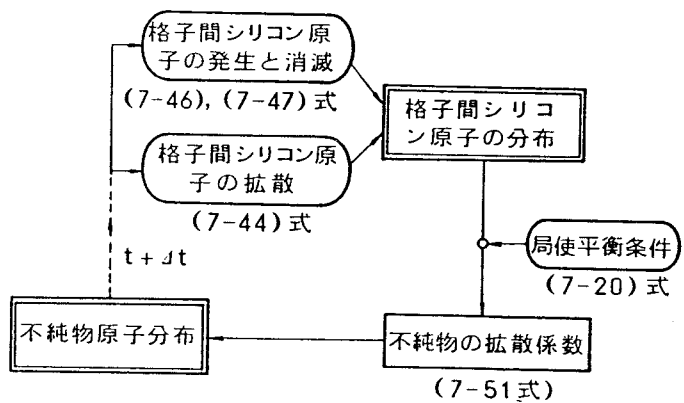 格子間シリコン原
子の発生と消滅
(7-46), (7-47) 式
格子間シリコン原
子の拡散
(7-44) 式
格子間シリコ
ン原子の分布
局使平衡条件
(7-20) 式
t + Δt
不純物原子分布
不純物の拡散係数
(7-51式)